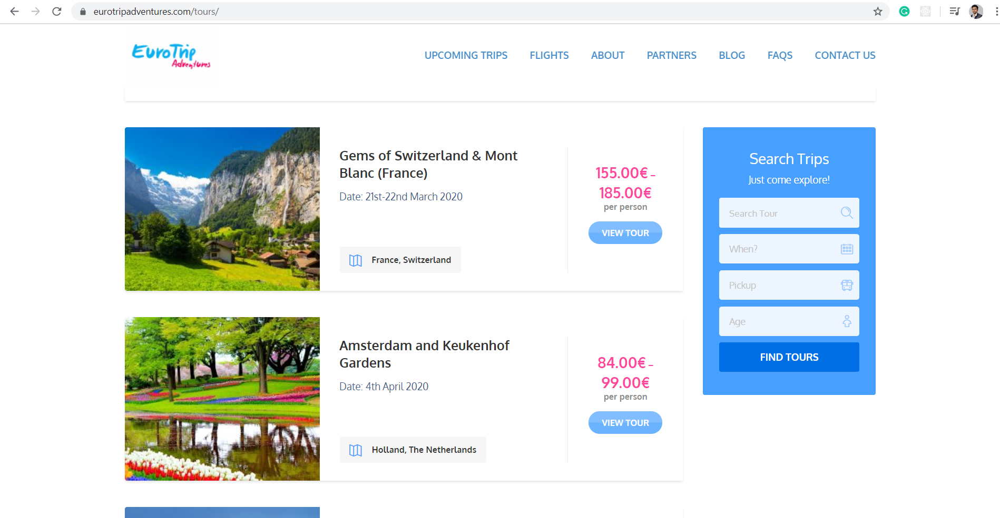 eurotripadventures.com/tours/
EuroTrip
Adventures
UPCOMING TRIPS
FLIGHTS
ABOUT
PARTNERS
BLOG
FAQS
CONTACT US
Gems of Switzerland & Mont
Blanc (France)
Date: 21st-22nd March 2020
France, Switzerland
155.00€ –
185.00€
per person
VIEW TOUR
Amsterdam and Keukenhof
Gardens
Date: 4th April 2020
Holland, The Netherlands
84.00€ –
99.00€
per person
VIEW TOUR
Search Trips
Just come explore!
Search Tour
When?
Pickup
Age
FIND TOURS